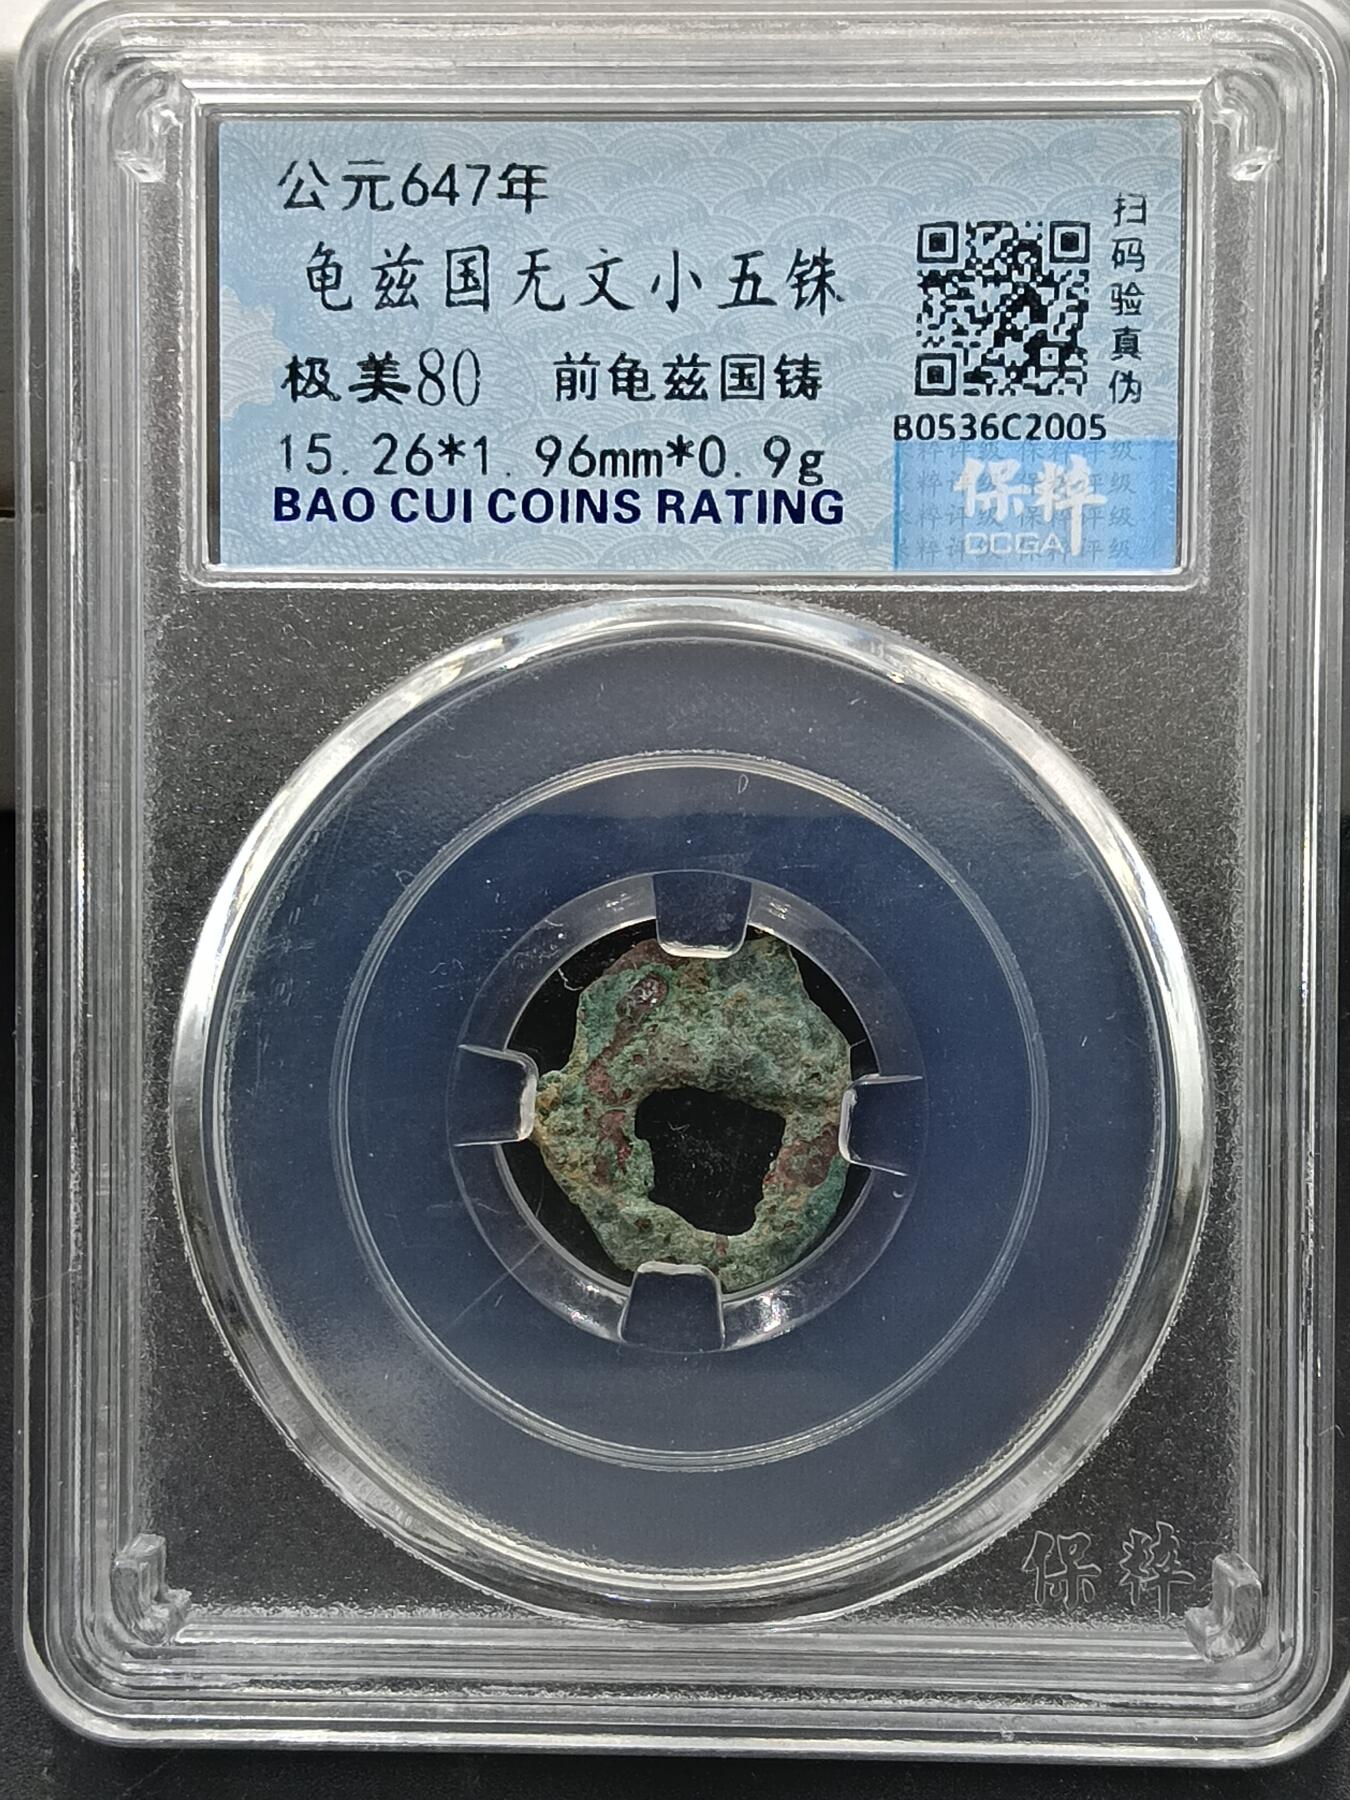 公元647年
龟兹国无文小五铢
极美80 前龟兹国铸
15.26*1.96mm*0.9g
BAO CUI COINS RATING
扫码验真伪
B0536C2005
保粹
CCGA
保粹